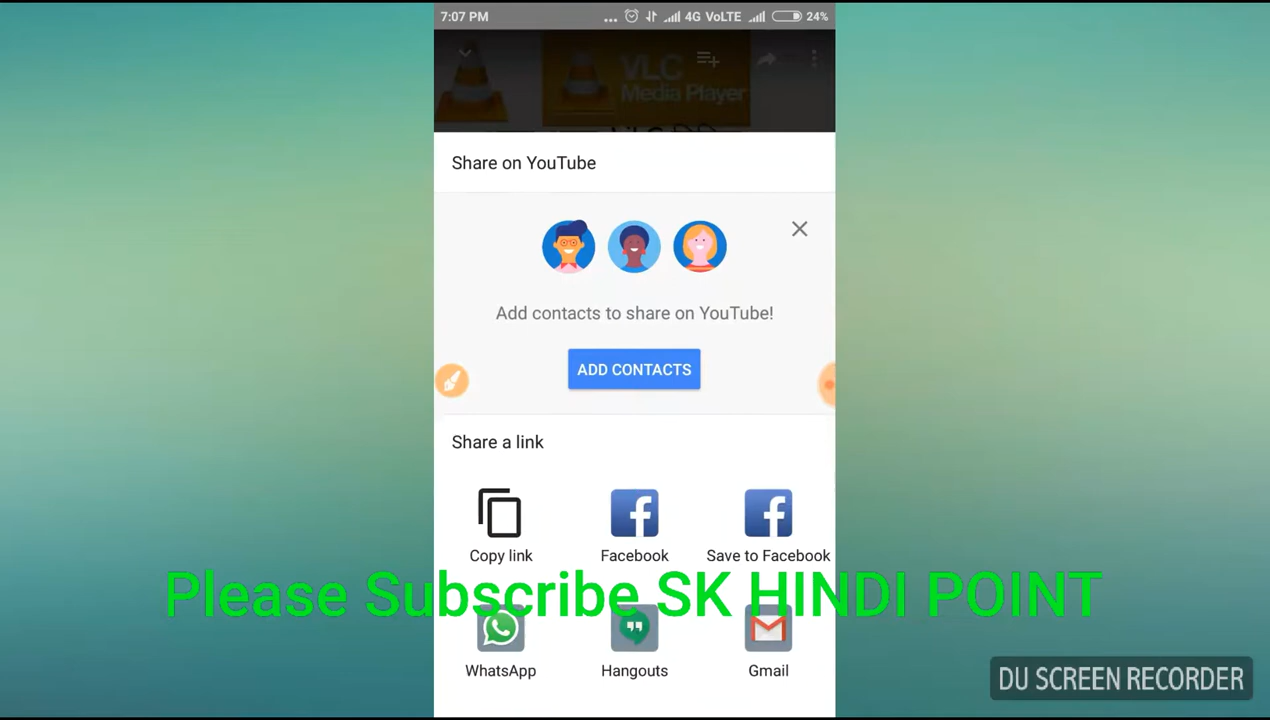 7:07 PM
... 4G VoLTE 24%
VLC
Media Player
Share on YouTube
Add contacts to share on YouTube!
ADD CONTACTS
Share a link
Copy link
Facebook
Save to Facebook
Please Subscribe SK HINDI POINT
WhatsApp
Hangouts
Gmail
DU SCREEN RECORDER